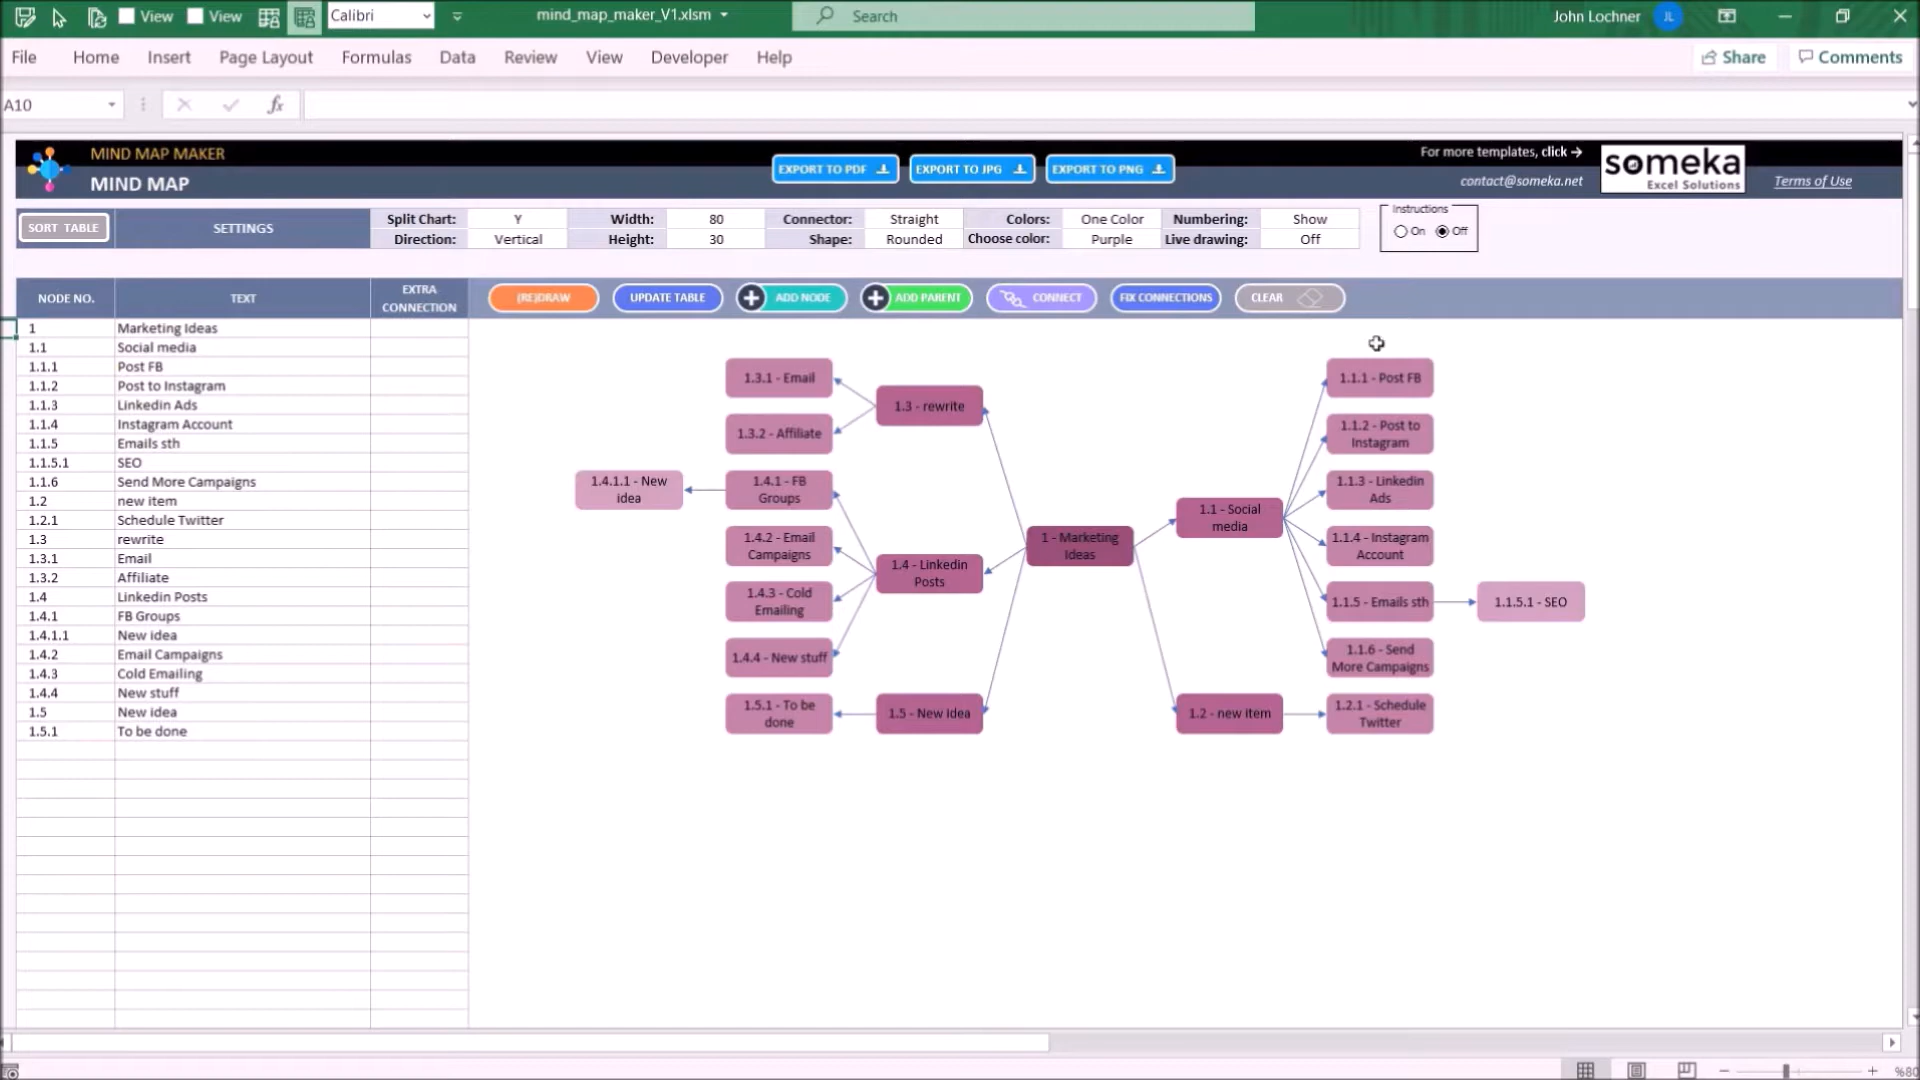 View
View
Calibri
mind_map_maker_V1.xlsm
Search
John Lochner
JL
File
Home
Insert
Page Layout
Formulas
Data
Review
View
Developer
Help
Share
Comments
A10
fx
MIND MAP MAKER
MIND MAP
EXPORT TO PDF
EXPORT TO JPG
EXPORT TO PNG
For more templates, click →
contact@someka.net
someka
Excel Solutions
Terms of Use
SORT TABLE
SETTINGS
Split Chart: Y Width: 80 Connector: Straight Colors: One Color Numbering: Show
Direction: Vertical Height: 30 Shape: Rounded Choose color: Purple Live drawing: Off
Instructions
On Off
NODE NO.
TEXT
EXTRA
CONNECTION
(RE)DRAW
UPDATE TABLE
ADD NODE
ADD PARENT
CONNECT
FIX CONNECTIONS
CLEAR
1 Marketing Ideas
1.1 Social media
1.1.1 Post FB
1.1.2 Post to Instagram
1.1.3 Linkedin Ads
1.1.4 Instagram Account
1.1.5 Emails sth
1.1.5.1 SEO
1.1.6 Send More Campaigns
1.2 new item
1.2.1 Schedule Twitter
1.3 rewrite
1.3.1 Email
1.3.2 Affiliate
1.4 Linkedin Posts
1.4.1 FB Groups
1.4.1.1 New idea
1.4.2 Email Campaigns
1.4.3 Cold Emailing
1.4.4 New stuff
1.5 New idea
1.5.1 To be done
1.3.1 - Email
1.3.2 - Affiliate
1.3 - rewrite
1.4.1.1 - New
idea
1.4.1 - FB
Groups
1.4.2 - Email
Campaigns
1.4.3 - Cold
Emailing
1.4.4 - New stuff
1.4 - Linkedin
Posts
1.5.1 - To be
done
1.5 - New idea
1 - Marketing
Ideas
1.1 - Social
media
1.2 - new item
1.1.1 - Post FB
1.1.2 - Post to
Instagram
1.1.3 - Linkedin
Ads
1.1.4 - Instagram
Account
1.1.5 - Emails sth
1.1.5.1 - SEO
1.1.6 - Send
More Campaigns
1.2.1 - Schedule
Twitter
%80